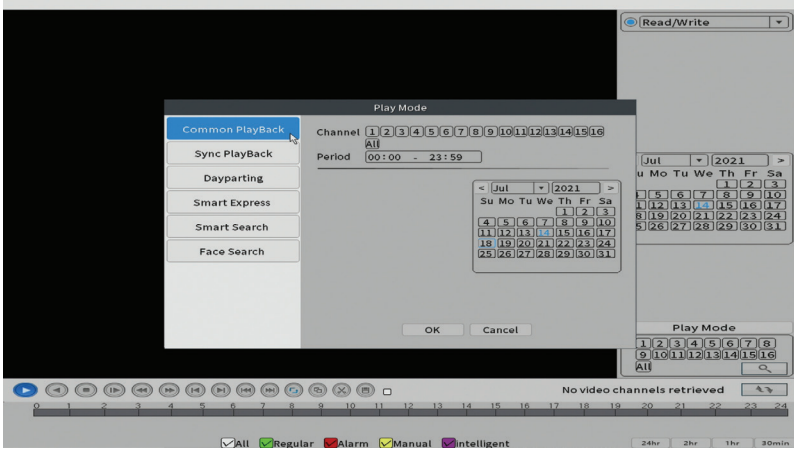 Read/Write
Play Mode
Common PlayBack
Sync PlayBack
Dayparting
Smart Express
Smart Search
Face Search
Channel 1 2 3 4 5 6 7 8 9 10 11 12 13 14 15 16
All
Period 00:00 - 23:59
< Jul 2021 >
Su Mo Tu We Th Fr Sa
1 2 3
4 5 6 7 8 9 10
11 12 13 14 15 16 17
18 19 20 21 22 23 24
25 26 27 28 29 30 31
OK Cancel
Jul 2021 >
u Mo Tu We Th Fr Sa
1 2 3
5 6 7 8 9 10
1 12 13 14 15 16 17
8 19 20 21 22 23 24
5 26 27 28 29 30 31
Play Mode
1 2 3 4 5 6 7 8
9 10 11 12 13 14 15 16
All
No video channels retrieved
0 1 2 3 4 5 6 7 8 9 10 11 12 13 14 15 16 17 18 19 20 21 22 23 24
All Regular Alarm Manual intelligent
24hr 2hr 1hr 30min